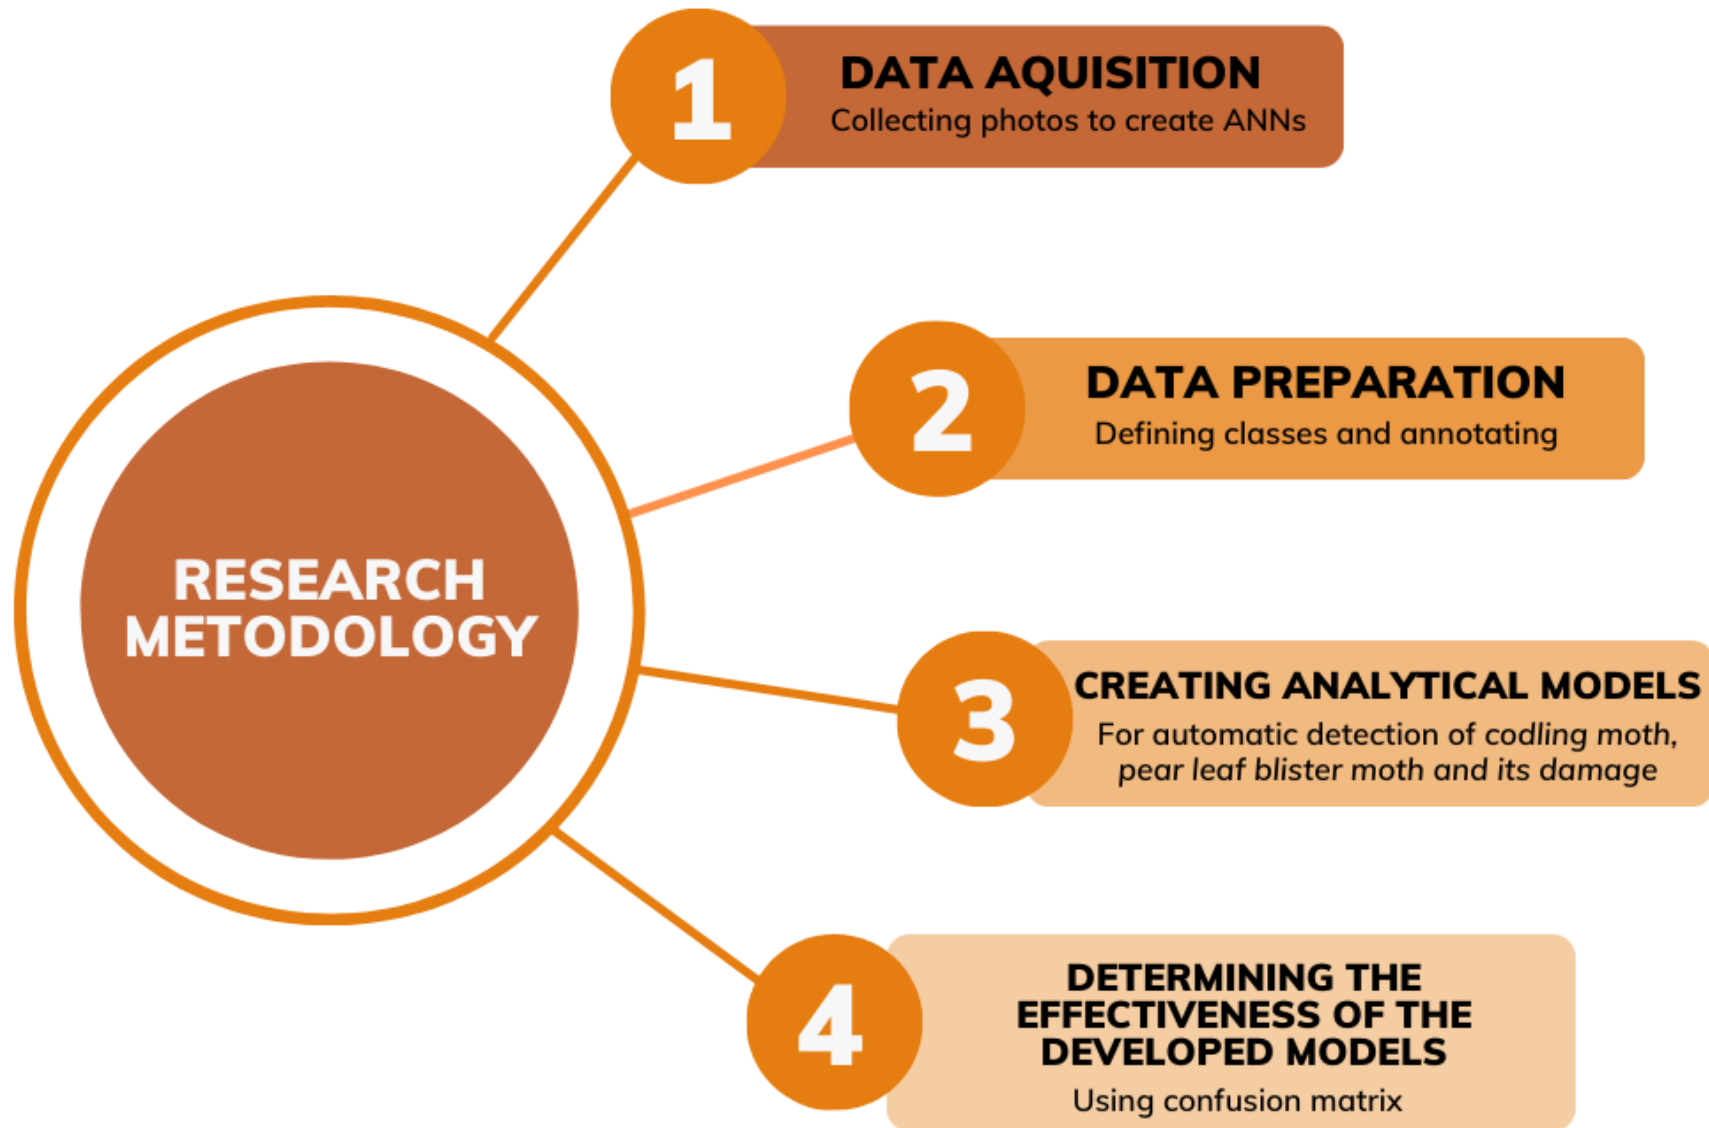 RESEARCH
METODOLOGY
1
DATA AQUISITION
Collecting photos to create ANNs
2
DATA PREPARATION
Defining classes and annotating
3
CREATING ANALYTICAL MODELS
For automatic detection of codling moth,
pear leaf blister moth and its damage
4
DETERMINING THE
EFFECTIVENESS OF THE
DEVELOPED MODELS
Using confusion matrix